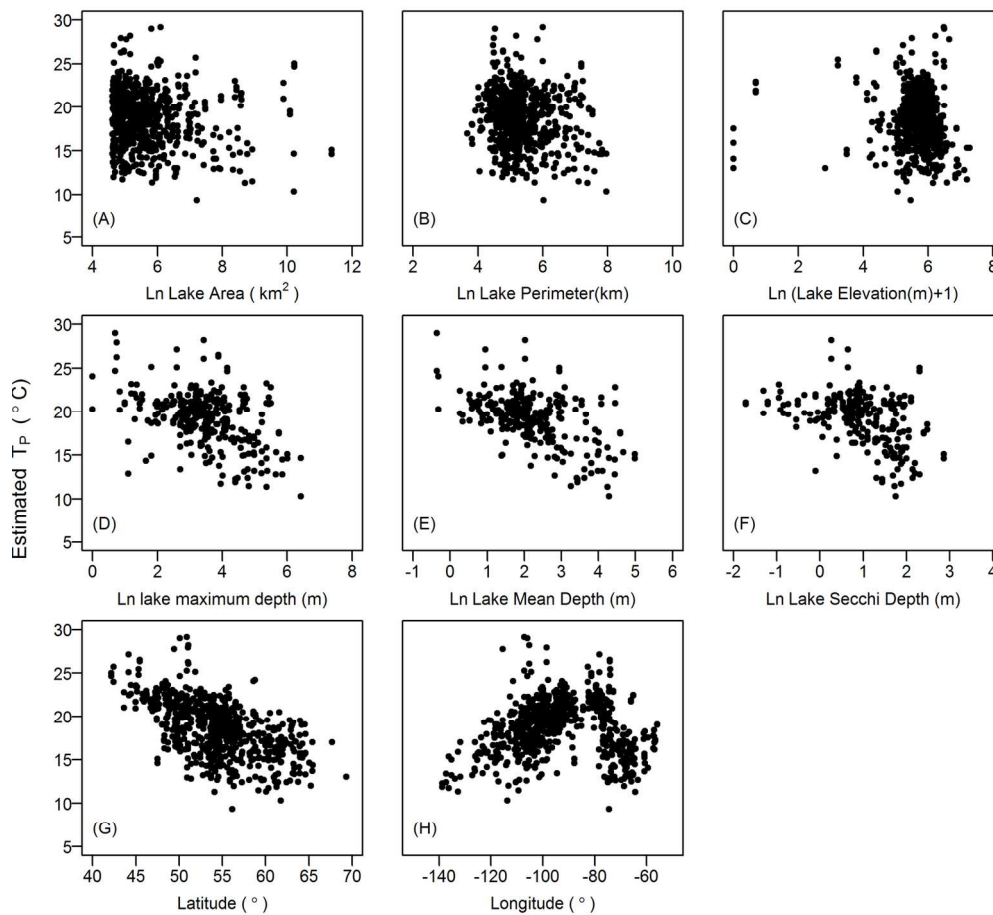 30
25
20
15
10
5
(A)
4 6 8 10 12
Ln Lake Area ( km² )
(B)
2 4 6 8 10
Ln Lake Perimeter(km)
(C)
0 2 4 6 8
Ln (Lake Elevation(m)+1)
Estimated T_P ( ° C)
30
25
20
15
10
5
(D)
0 2 4 6 8
Ln lake maximum depth (m)
(E)
-1 0 1 2 3 4 5 6
Ln Lake Mean Depth (m)
(F)
-2 -1 0 1 2 3 4
Ln Lake Secchi Depth (m)
30
25
20
15
10
5
(G)
40 45 50 55 60 65 70
Latitude ( ° )
(H)
-140 -120 -100 -80 -60
Longitude ( ° )